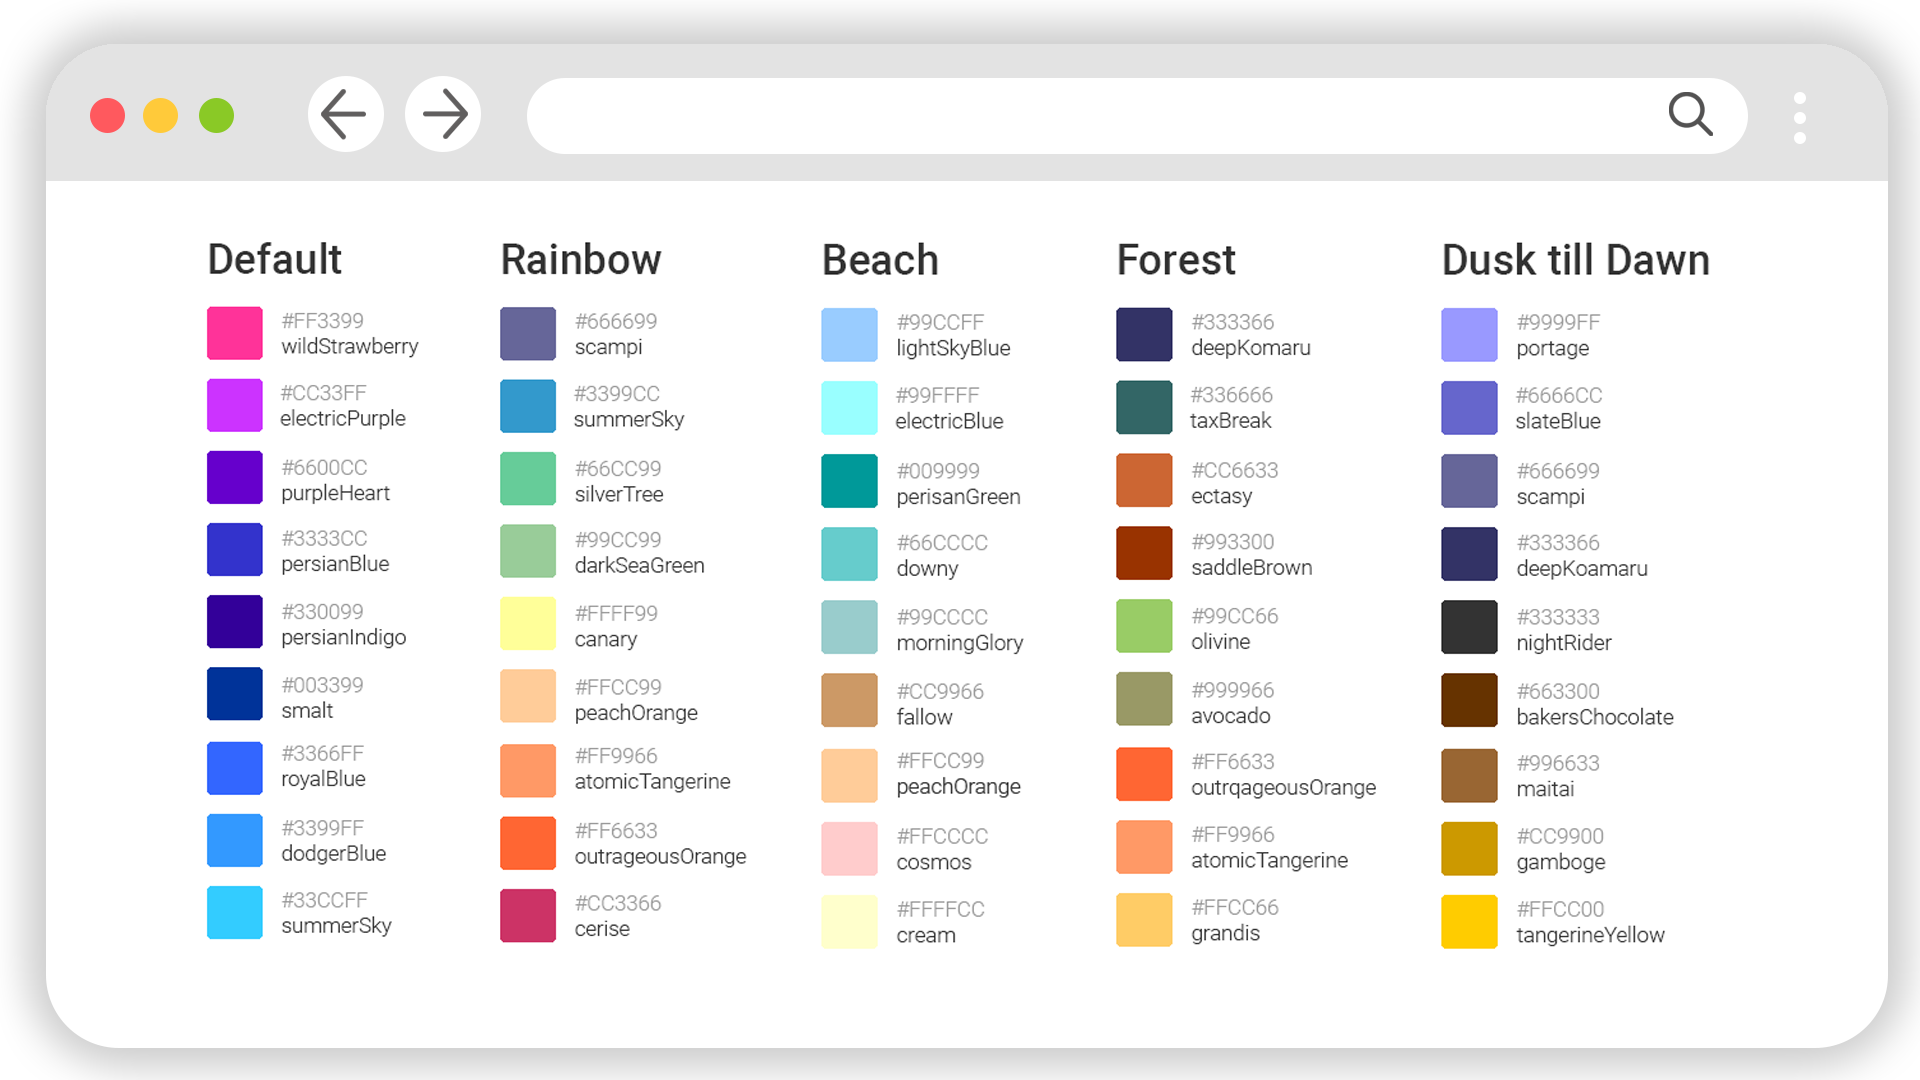 Default
#FF3399
wildStrawberry
#CC33FF
electricPurple
#6600CC
purpleHeart
#3333CC
persianBlue
#330099
persianIndigo
#003399
smalt
#3366FF
royalBlue
#3399FF
dodgerBlue
#33CCFF
summerSky
Rainbow
#666699
scampi
#3399CC
summerSky
#66CC99
silverTree
#99CC99
darkSeaGreen
#FFFF99
canary
#FFCC99
peachOrange
#FF9966
atomicTangerine
#FF6633
outrageousOrange
#CC3366
cerise
Beach
#99CCFF
lightSkyBlue
#99FFFF
electricBlue
#009999
perisanGreen
#66CCCC
downy
#99CCCC
morningGlory
#CC9966
fallow
#FFCC99
peachOrange
#FFCCCC
cosmos
#FFFFCC
cream
Forest
#333366
deepKomaru
#336666
taxBreak
#CC6633
ectasy
#993300
saddleBrown
#99CC66
olivine
#999966
avocado
#FF6633
outrqageousOrange
#FF9966
atomicTangerine
#FFCC66
grandis
Dusk till Dawn
#9999FF
portage
#6666CC
slateBlue
#666699
scampi
#333366
deepKoamaru
#333333
nightRider
#663300
bakersChocolate
#996633
maitai
#CC9900
gamboge
#FFCC00
tangerineYellow